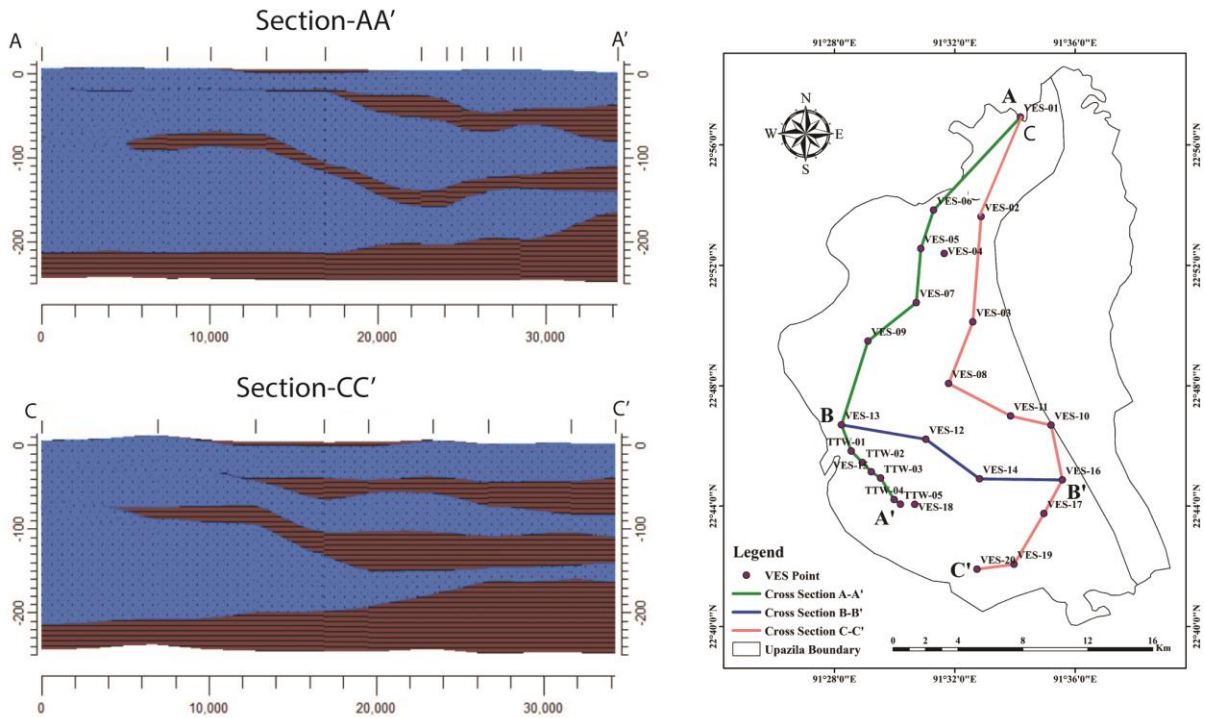 Section-AA'
A
A'
0
-100
-200
0
-100
-200
0
10,000
20,000
30,000
Section-CC'
C
C'
0
-100
-200
0
-100
-200
0
10,000
20,000
30,000
91°28'0"E
91°32'0"E
91°36'0"E
22°56'0"N
22°52'0"N
22°48'0"N
22°44'0"N
22°40'0"N
22°56'0"N
22°52'0"N
22°48'0"N
22°44'0"N
22°40'0"N
N
W
E
S
A
VES-01
C
VES-06
VES-02
VES-05
VES-04
VES-07
VES-03
VES-09
VES-08
VES-11
VES-10
B
VES-13
VES-12
TTW-01
TTW-02
VES-15
TTW-03
VES-14
VES-16
B'
TTW-04
TTW-05
VES-18
A'
VES-17
VES-19
VES-20
C'
Legend
VES Point
Cross Section A-A'
Cross Section B-B'
Cross Section C-C'
Upazila Boundary
0 1 2 4 8 12 16
Km
91°28'0"E
91°32'0"E
91°36'0"E